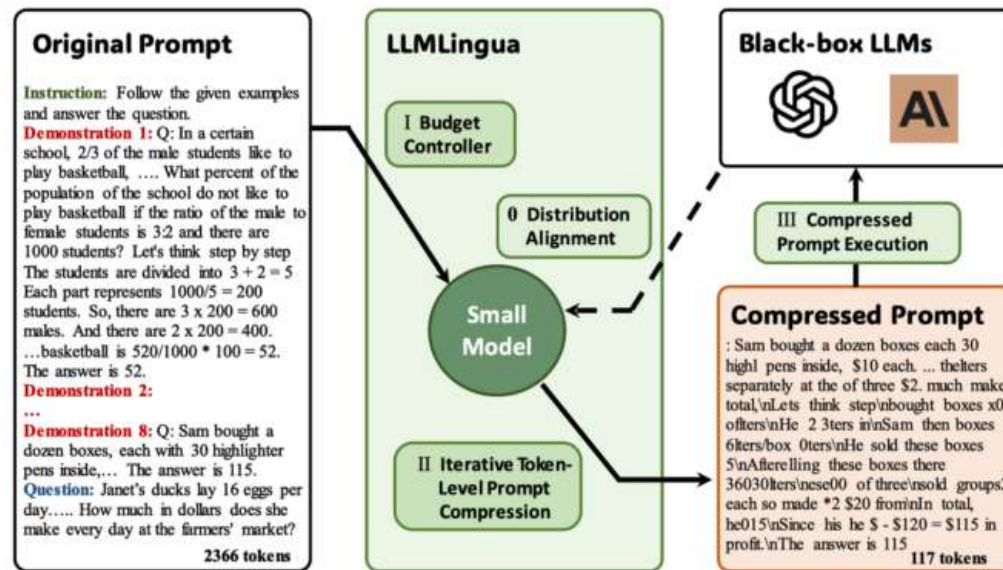 Original Prompt
Instruction: Follow the given examples
and answer the question.
Demonstration 1: Q: In a certain
school, 2/3 of the male students like to
play basketball, .... What percent of the
population of the school do not like to
play basketball if the ratio of the male to
female students is 3:2 and there are
1000 students? Let's think step by step
The students are divided into 3 + 2 = 5
Each part represents 1000/5 = 200
students. So, there are 3 x 200 = 600
males. And there are 2 x 200 = 400.
...basketball is 520/1000 * 100 = 52.
The answer is 52.
Demonstration 2:
...
Demonstration 8: Q: Sam bought a
dozen boxes, each with 30 highlighter
pens inside,... The answer is 115.
Question: Janet's ducks lay 16 eggs per
day..... How much in dollars does she
make every day at the farmers' market?
2366 tokens
LLMLingua
I Budget
Controller
0 Distribution
Alignment
Small
Model
II Iterative Token-
Level Prompt
Compression
Black-box LLMs
A\
III Compressed
Prompt Execution
Compressed Prompt
: Sam bought a dozen boxes each 30
highl pens inside, $10 each. ... thelters
separately at the of three $2. much make
total,\nLets think step\nbought boxes x0
oflters\nHe 2 3ters in\nSam then boxes
6lters/box 0ters\nHe sold these boxes
5\nAfterelling these boxes there
36030lters\nese00 of three\nsold groups2
each so made *2 $20 from\nIn total,
he015\nSince his he $ - $120 = $115 in
profit.\nThe answer is 115
117 tokens